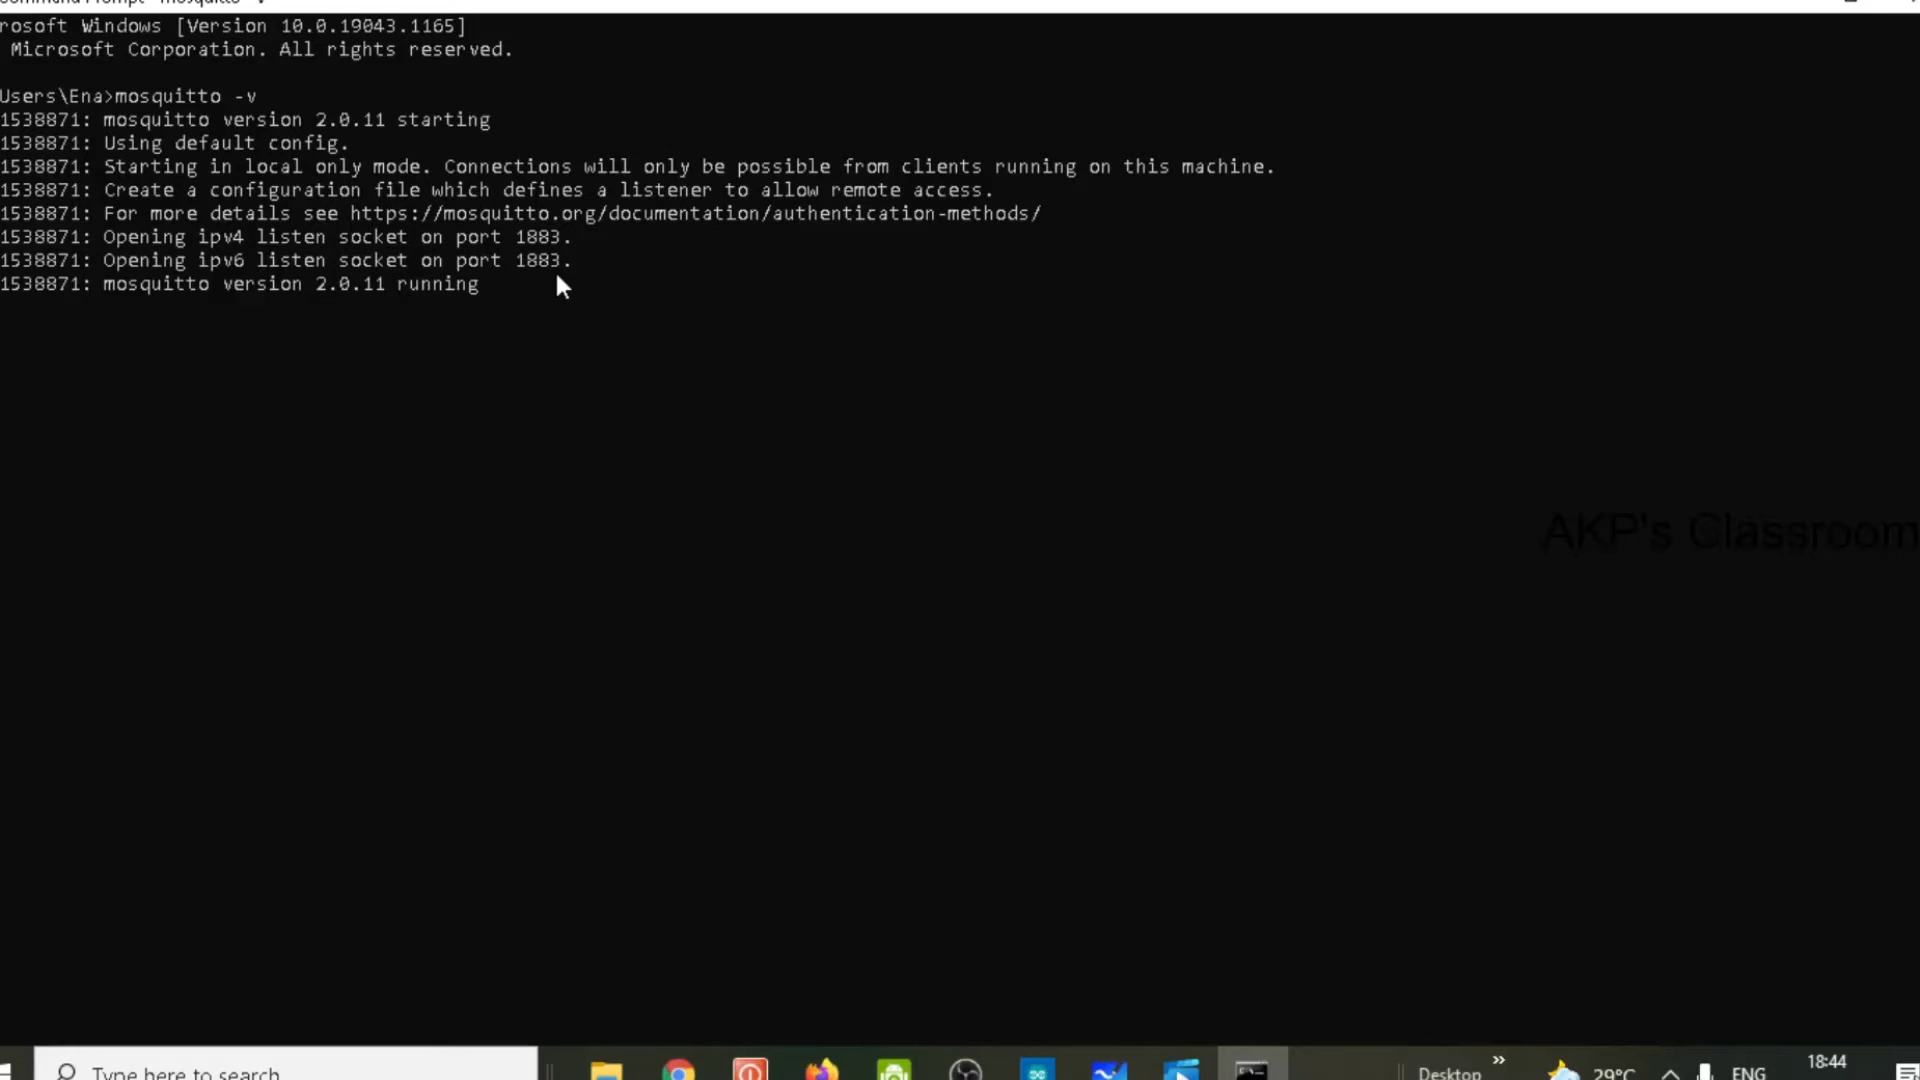 Command Prompt - mosquitto -v
rosoft Windows [Version 10.0.19043.1165]
Microsoft Corporation. All rights reserved.
Users\Ena>mosquitto -v
1538871: mosquitto version 2.0.11 starting
1538871: Using default config.
1538871: Starting in local only mode. Connections will only be possible from clients running on this machine.
1538871: Create a configuration file which defines a listener to allow remote access.
1538871: For more details see https://mosquitto.org/documentation/authentication-methods/
1538871: Opening ipv4 listen socket on port 1883.
1538871: Opening ipv6 listen socket on port 1883.
1538871: mosquitto version 2.0.11 running
AKP's Classroom
Type here to search
Desktop
29°C
ENG
18:44